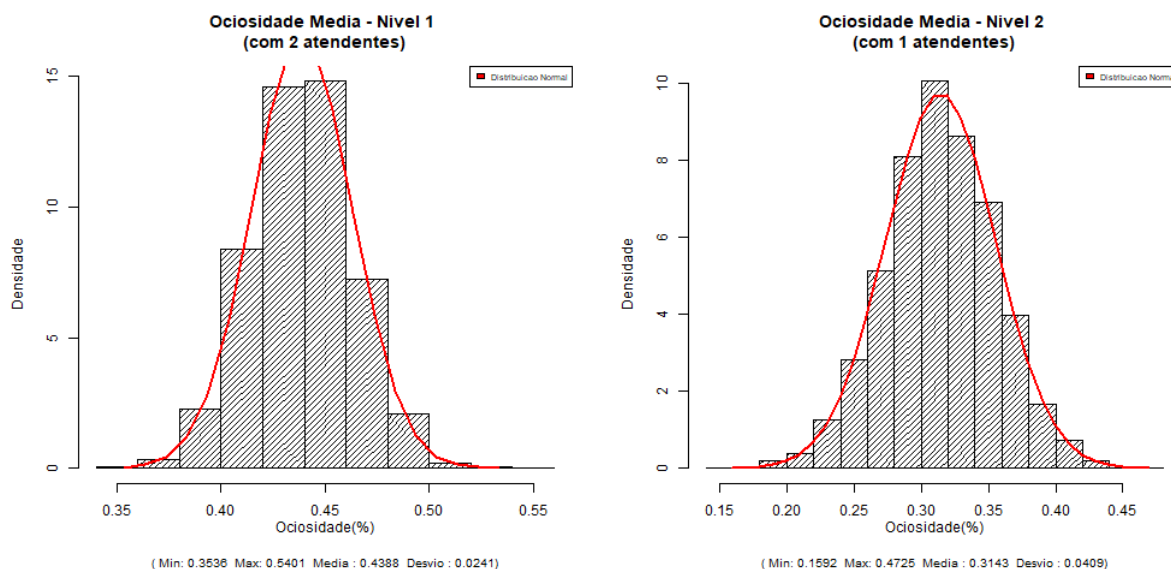 Ociosidade Media - Nivel 1
(com 2 atendentes)
Distribuicao Normal
Densidade
15
10
5
0
0.35 0.40 0.45 0.50 0.55
Ociosidade(%)
( Min: 0.3536 Max: 0.5401 Media : 0.4388 Desvio : 0.0241)
Ociosidade Media - Nivel 2
(com 1 atendentes)
Distribuicao Norma
Densidade
10
8
6
4
2
0
0.15 0.20 0.25 0.30 0.35 0.40 0.45
Ociosidade(%)
( Min: 0.1592 Max: 0.4725 Media : 0.3143 Desvio : 0.0409)